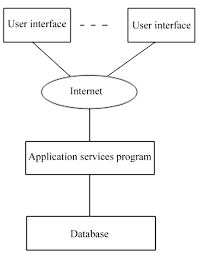 User interface
User interface
Internet
Application services program
Database